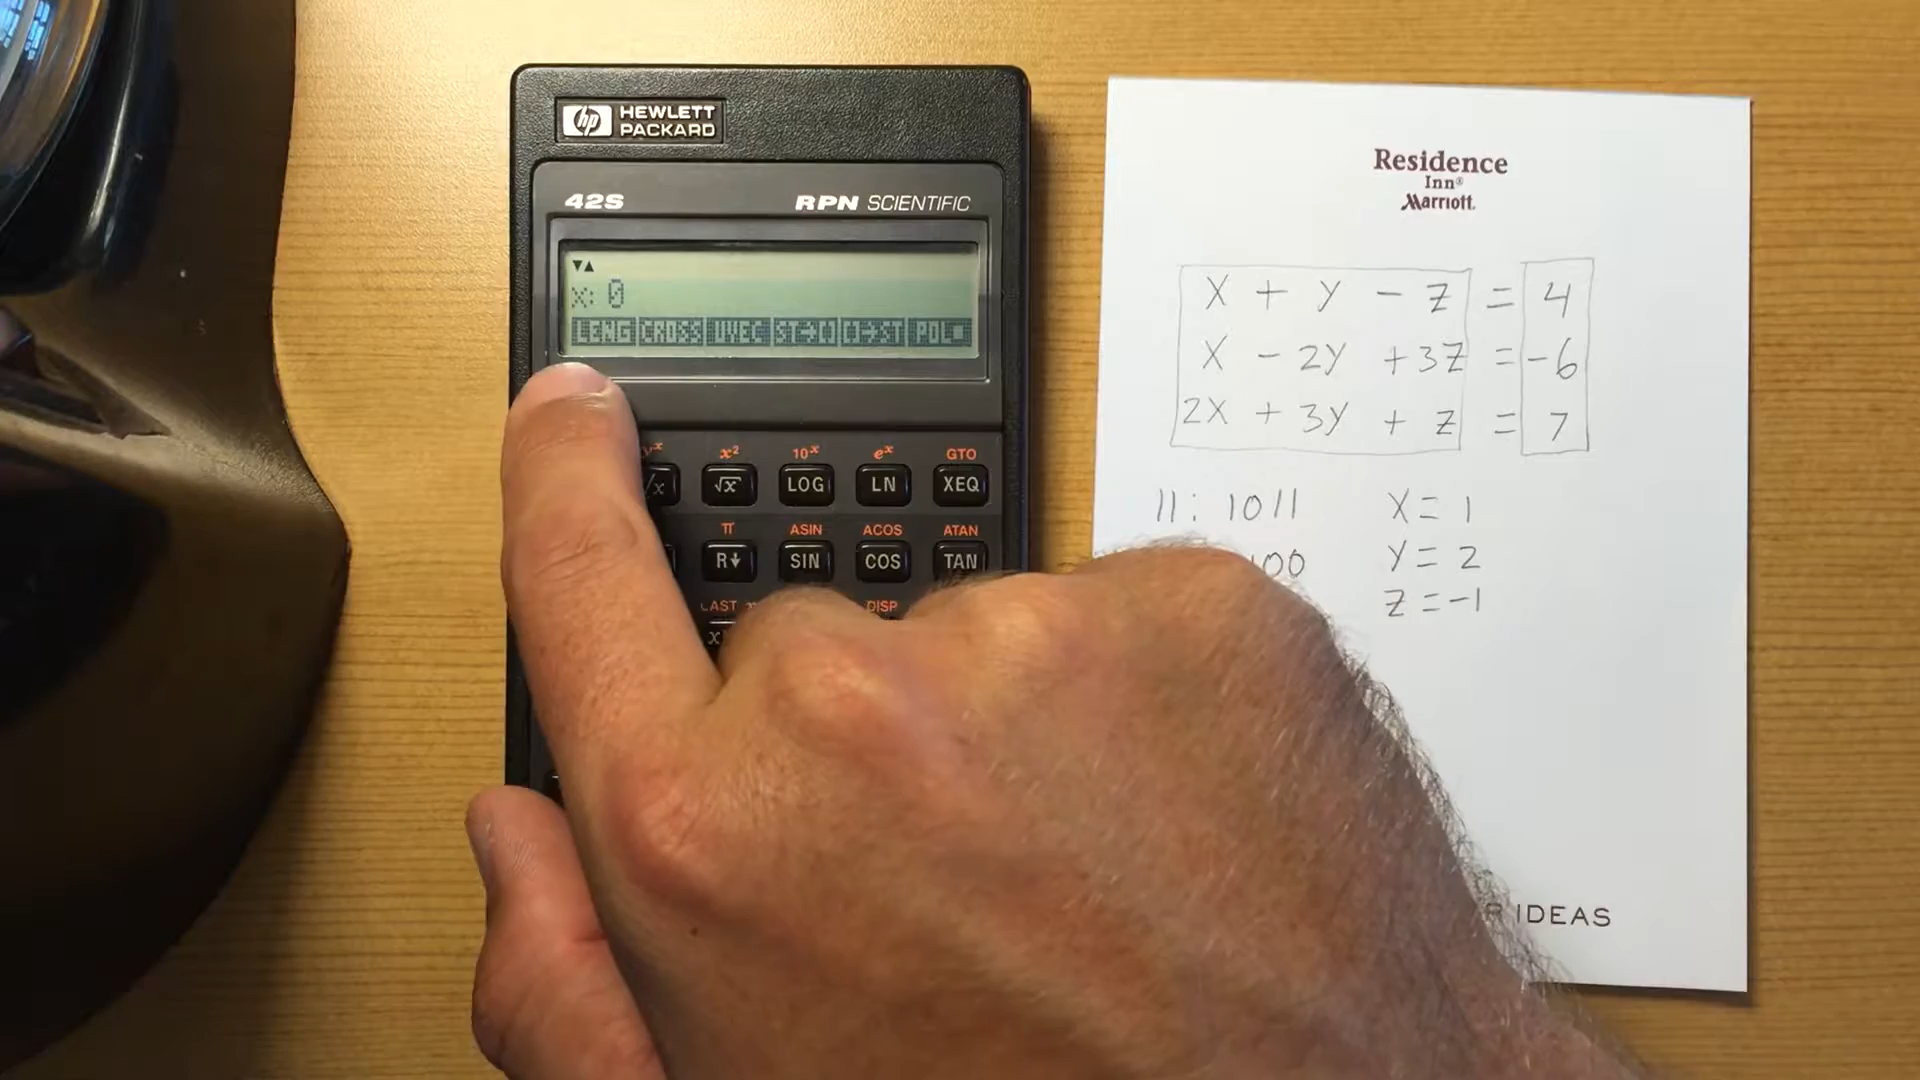 hp HEWLETT
PACKARD
42S RPN SCIENTIFIC
▼▲
x: 0
LENG CROSS UVEC POL
x² 10ˣ eˣ GTO
√x LOG LN XEQ
π ASIN ACOS ATAN
R↓ SIN COS TAN
LAST DISP
Residence
Inn®
Marriott.
X + Y - Z = 4
X - 2Y + 3Z = -6
2X + 3Y + Z = 7
11: 1011 X = 1
100 Y = 2
Z = -1
IDEAS